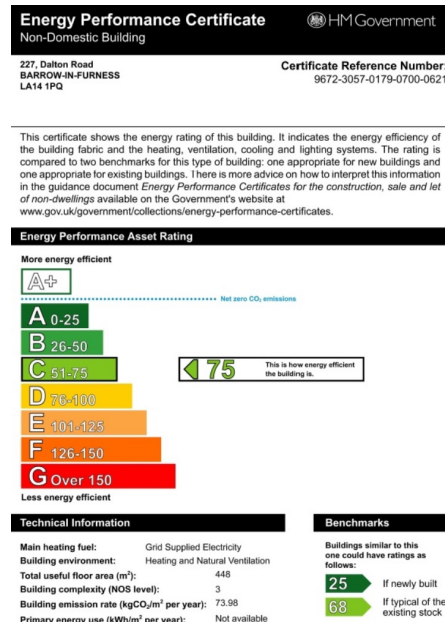 Energy Performance Certificate
HM Government
Non-Domestic Building
227, Dalton Road
BARROW-IN-FURNESS
LA14 1PQ
Certificate Reference Number:
9672-3057-0179-0700-0621
This certificate shows the energy rating of this building. It indicates the energy efficiency of
the building fabric and the heating, ventilation, cooling and lighting systems. The rating is
compared to two benchmarks for this type of building: one appropriate for new buildings and
one appropriate for existing buildings. There is more advice on how to interpret this information
in the guidance document Energy Performance Certificates for the construction, sale and let
of non-dwellings available on the Government's website at
www.gov.uk/government/collections/energy-performance-certificates.
Energy Performance Asset Rating
More energy efficient
A+
Net zero CO₂ emissions
A 0-25
B 26-50
C 51-75
75
This is how energy efficient
the building is.
D 76-100
E 101-125
F 126-150
G Over 150
Less energy efficient
Technical Information
Main heating fuel: Grid Supplied Electricity
Building environment: Heating and Natural Ventilation
Total useful floor area (m²): 448
Building complexity (NOS level): 3
Building emission rate (kgCO₂/m² per year): 73.98
Primary energy use (kWh/m² per year): Not available
Benchmarks
Buildings similar to this
one could have ratings as
follows:
25 If newly built
68 If typical of the
existing stock